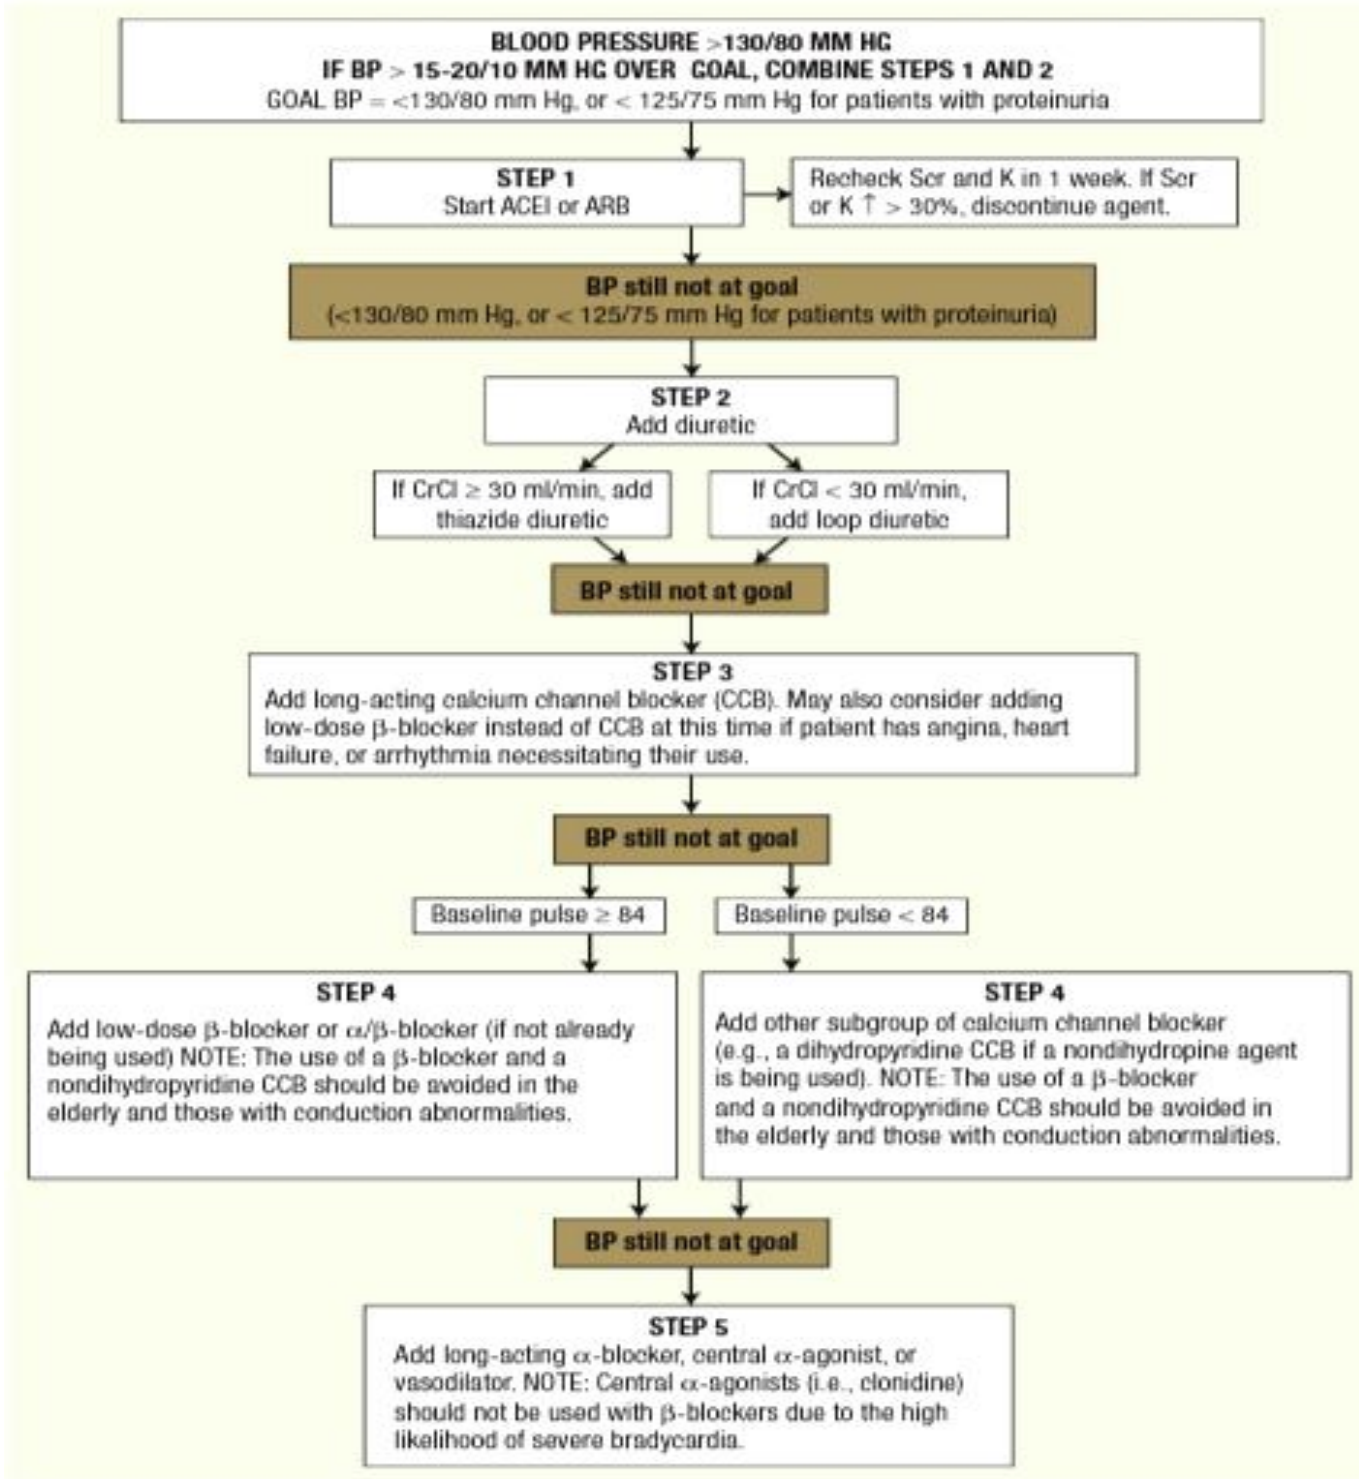 BLOOD PRESSURE >130/80 MM HG
IF BP > 15-20/10 MM HG OVER GOAL, COMBINE STEPS 1 AND 2
GOAL BP = <130/80 mm Hg, or < 125/75 mm Hg for patients with proteinuria
STEP 1
Start ACEI or ARB
Recheck Scr and K in 1 week. If Scr
or K ↑ > 30%, discontinue agent.
BP still not at goal
(<130/80 mm Hg, or < 125/75 mm Hg for patients with proteinuria)
STEP 2
Add diuretic
If CrCl ≥ 30 ml/min, add
thiazide diuretic
If CrCl < 30 ml/min,
add loop diuretic
BP still not at goal
STEP 3
Add long-acting calcium channel blocker (CCB). May also consider adding
low-dose β-blocker instead of CCB at this time if patient has angina, heart
failure, or arrhythmia necessitating their use.
BP still not at goal
Baseline pulse ≥ 84
Baseline pulse < 84
STEP 4
Add low-dose β-blocker or α/β-blocker (if not already
being used) NOTE: The use of a β-blocker and a
nondihydropyridine CCB should be avoided in the
elderly and those with conduction abnormalities.
STEP 4
Add other subgroup of calcium channel blocker
(e.g., a dihydropyridine CCB if a nondihydropine agent
is being used). NOTE: The use of a β-blocker
and a nondihydropyridine CCB should be avoided in
the elderly and those with conduction abnormalities.
BP still not at goal
STEP 5
Add long-acting α-blocker, central α-agonist, or
vasodilator. NOTE: Central α-agonists (i.e., clonidine)
should not be used with β-blockers due to the high
likelihood of severe bradycardia.